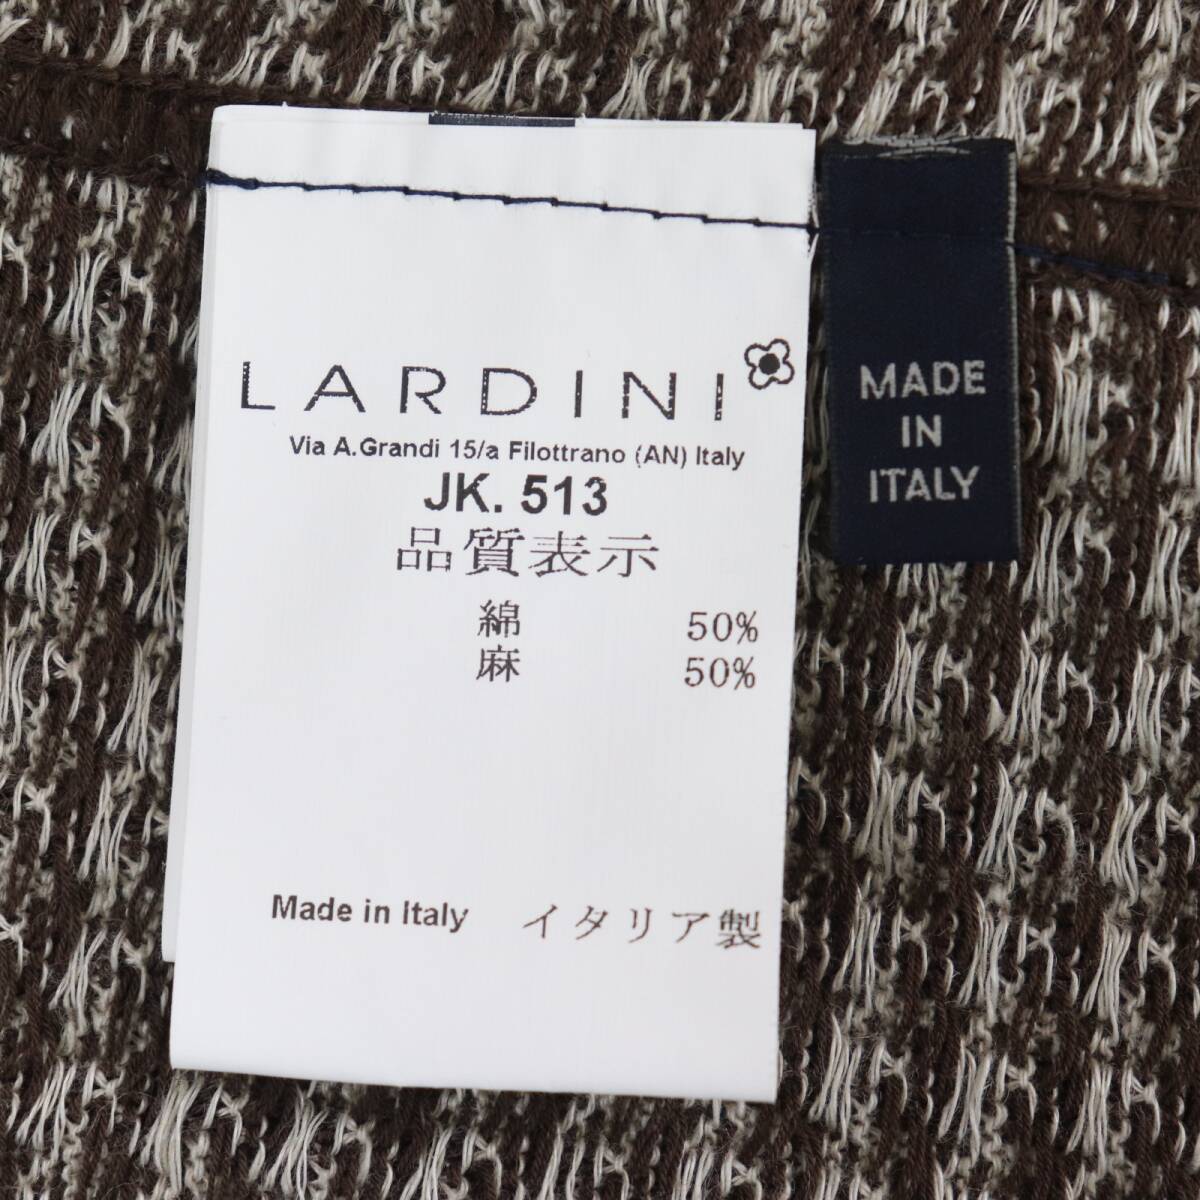 LARDINI
Via A.Grandi 15/a Filottrano (AN) Italy
JK. 513
品質表示
綿 50%
麻 50%
Made in Italy イタリア製
MADE
IN
ITALY